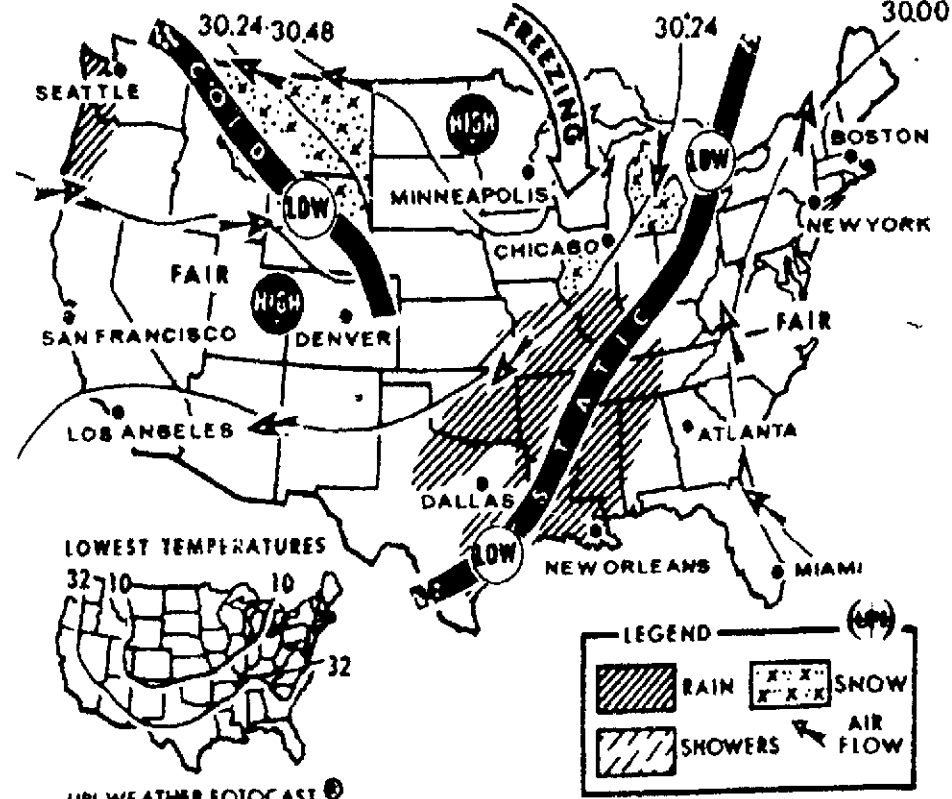 30.24 30.48
30.24
30.00
FREEZING
SEATTLE
COLD
HIGH
LOW
BOSTON
MINNEAPOLIS
LOW
NEW YORK
CHICAGO
FAIR
HIGH
SAN FRANCISCO
DENVER
FAIR
STATIC
LOS ANGELES
ATLANTA
DALLAS
LOW
NEW ORLEANS
MIAMI
LOWEST TEMPERATURES
32 10 10
32
LEGEND
UPI
RAIN
SNOW
SHOWERS
AIR
FLOW
UPI WEATHER FOTOCAST ®